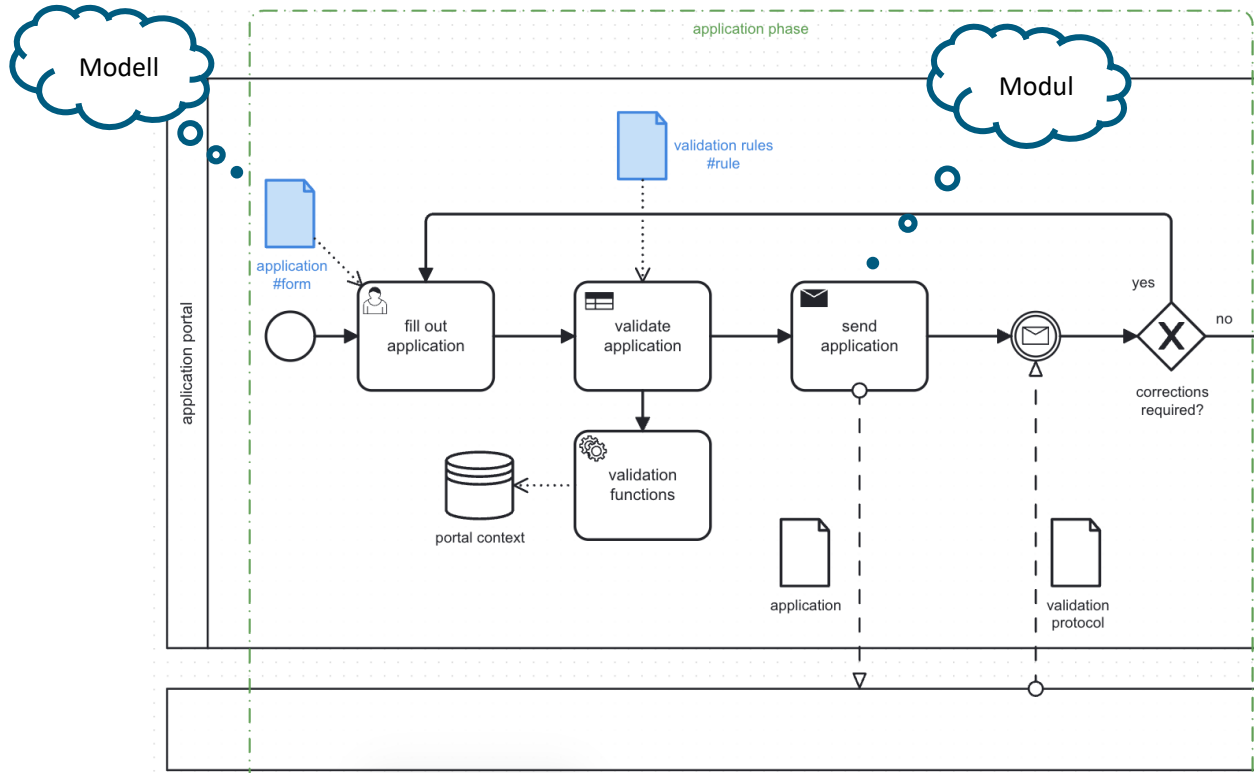 application phase
Modell
Modul
validation rules
#rule
application
#form
application portal
fill out
application
validate
application
send
application
yes
no
corrections
required?
validation
functions
portal context
application
validation
protocol